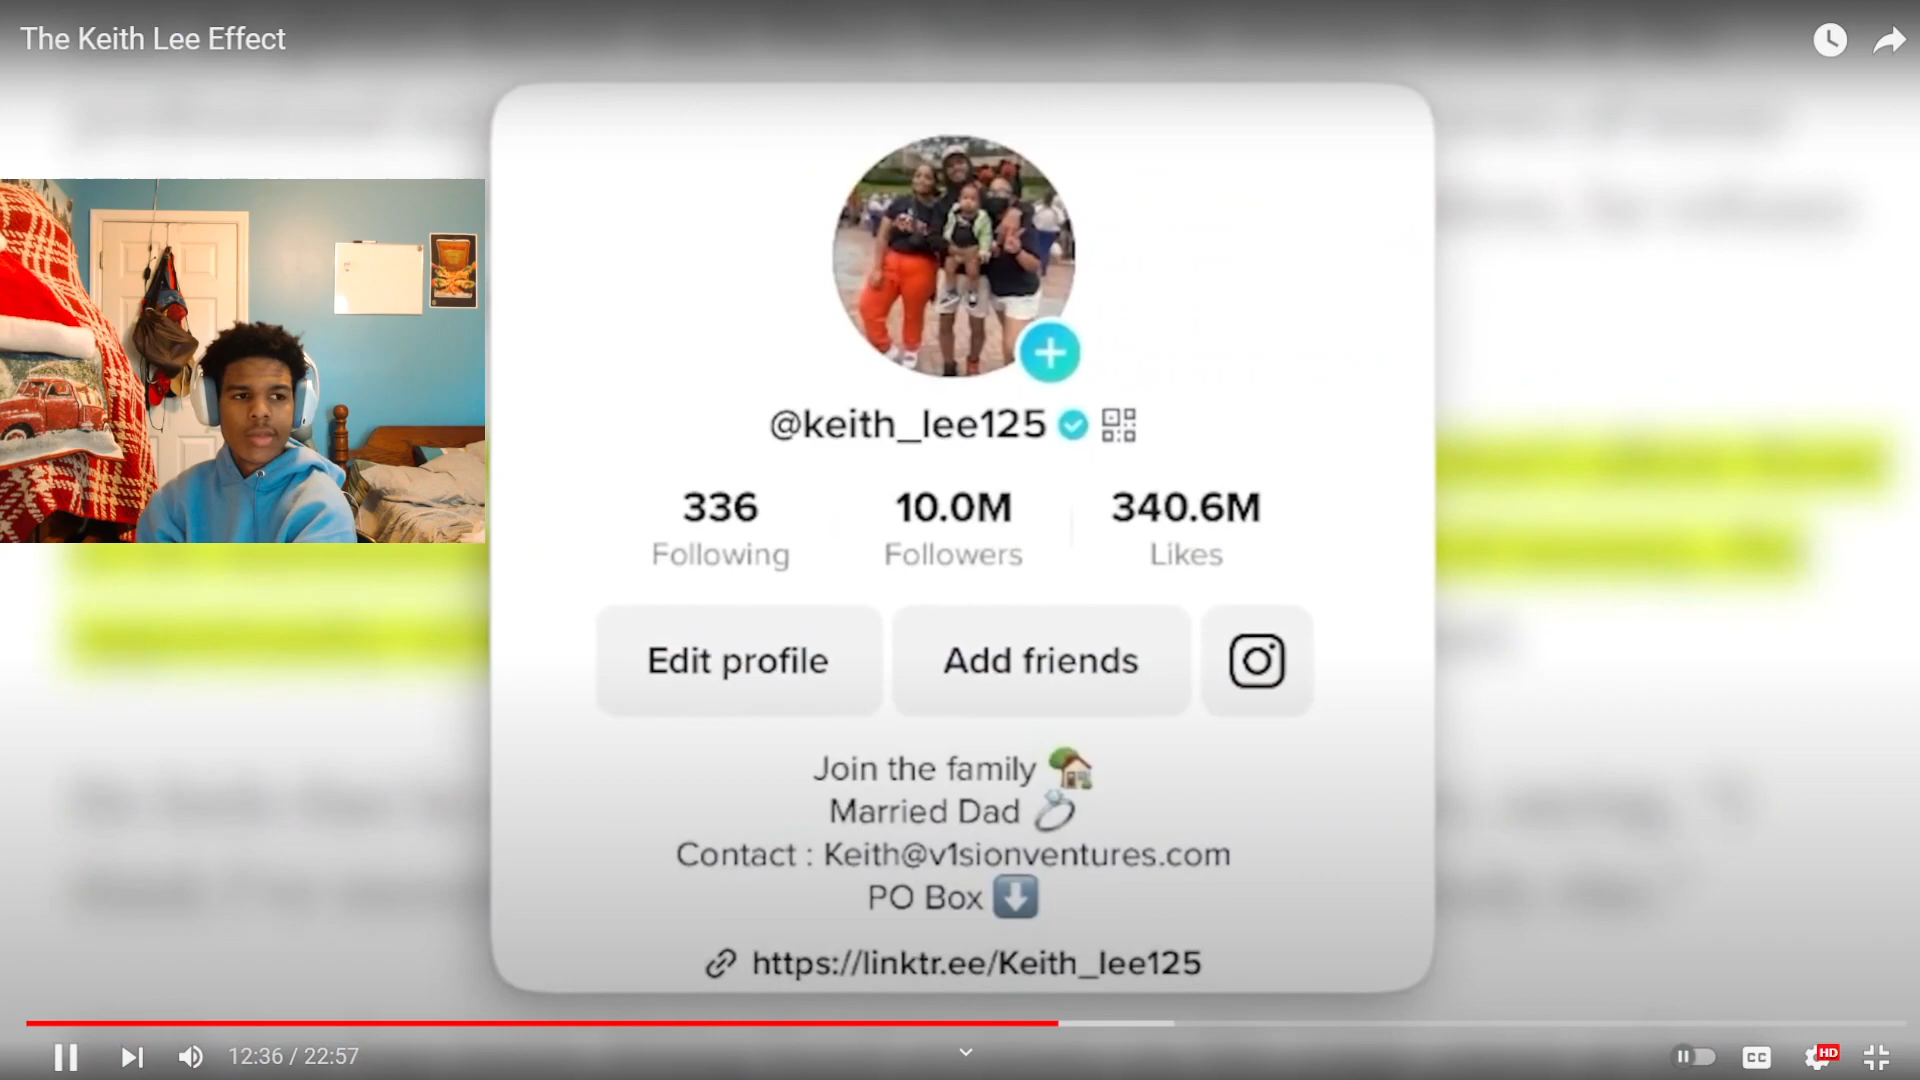 The Keith Lee Effect
@keith_lee125
336 10.0M 340.6M
Following Followers Likes
Edit profile Add friends
Join the family
Married Dad
Contact : Keith@v1sionventures.com
PO Box
https://linktr.ee/Keith_lee125
12:36 / 22:57
CC
HD